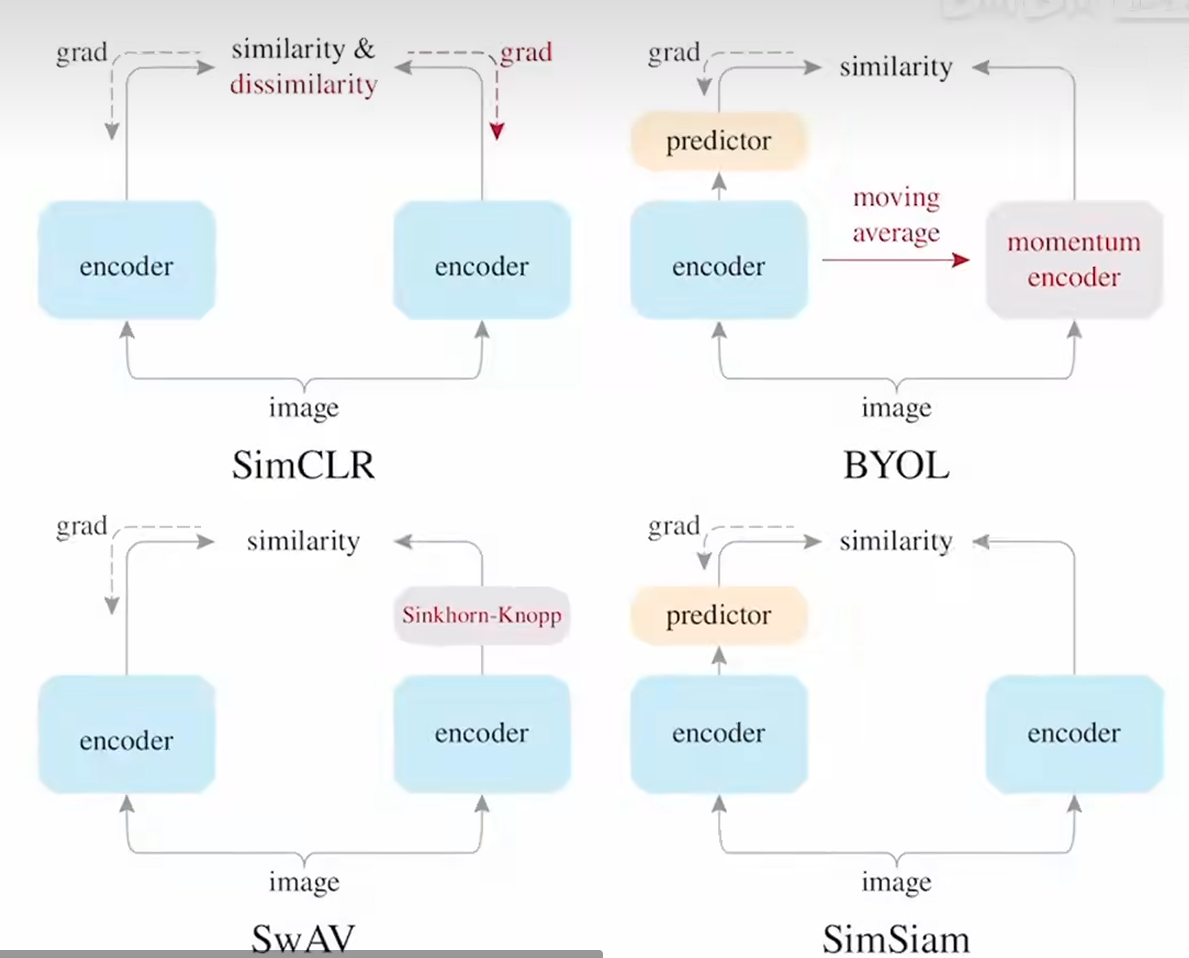 grad
similarity &
dissimilarity
grad
encoder
encoder
image
SimCLR
grad
similarity
predictor
moving
average
encoder
momentum
encoder
image
BYOL
grad
similarity
Sinkhorn-Knopp
encoder
encoder
image
SwAV
grad
similarity
predictor
encoder
encoder
image
SimSiam